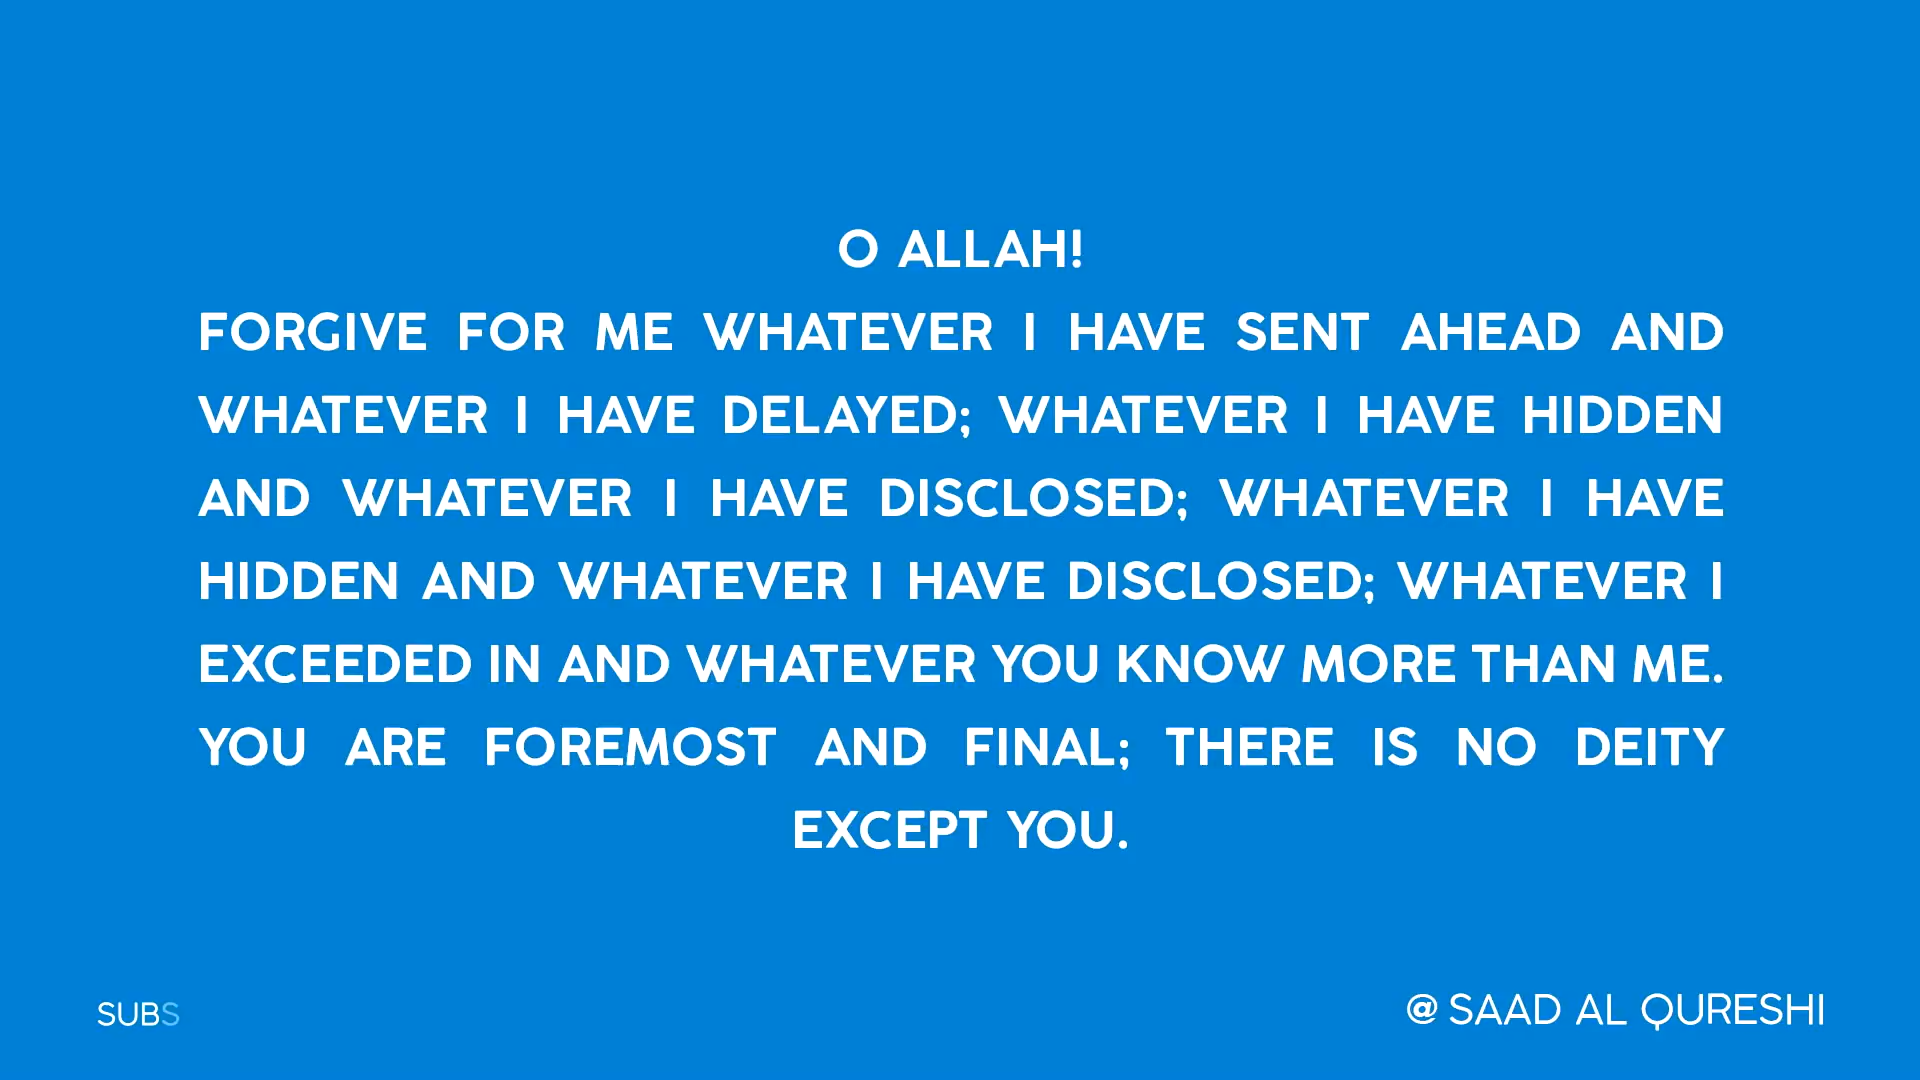 O ALLAH!
FORGIVE FOR ME WHATEVER I HAVE SENT AHEAD AND
WHATEVER I HAVE DELAYED; WHATEVER I HAVE HIDDEN
AND WHATEVER I HAVE DISCLOSED; WHATEVER I HAVE
HIDDEN AND WHATEVER I HAVE DISCLOSED; WHATEVER I
EXCEEDED IN AND WHATEVER YOU KNOW MORE THAN ME.
YOU ARE FOREMOST AND FINAL; THERE IS NO DEITY
EXCEPT YOU.
SUBS
@ SAAD AL QURESHI